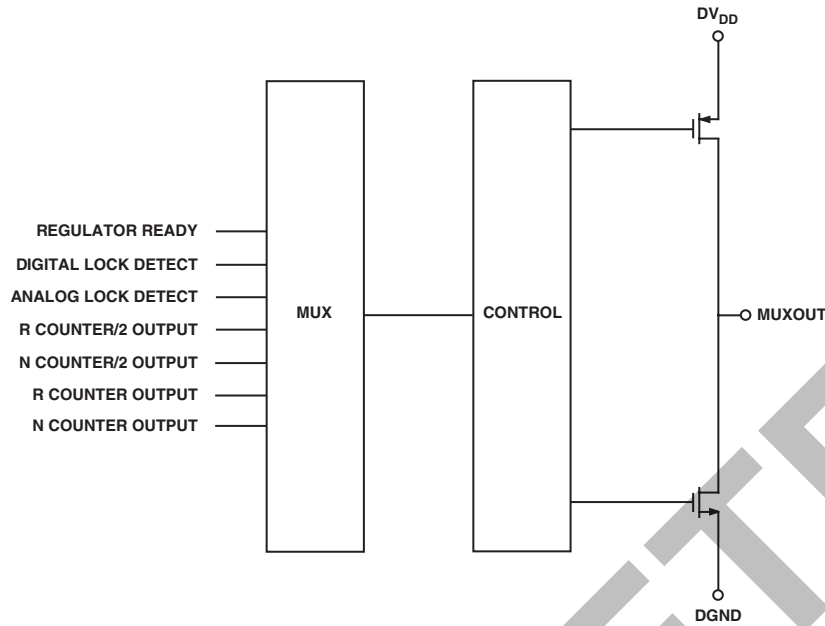 DVDD
REGULATOR READY
DIGITAL LOCK DETECT
ANALOG LOCK DETECT
R COUNTER/2 OUTPUT
N COUNTER/2 OUTPUT
R COUNTER OUTPUT
N COUNTER OUTPUT
MUX
CONTROL
MUXOUT
DGND